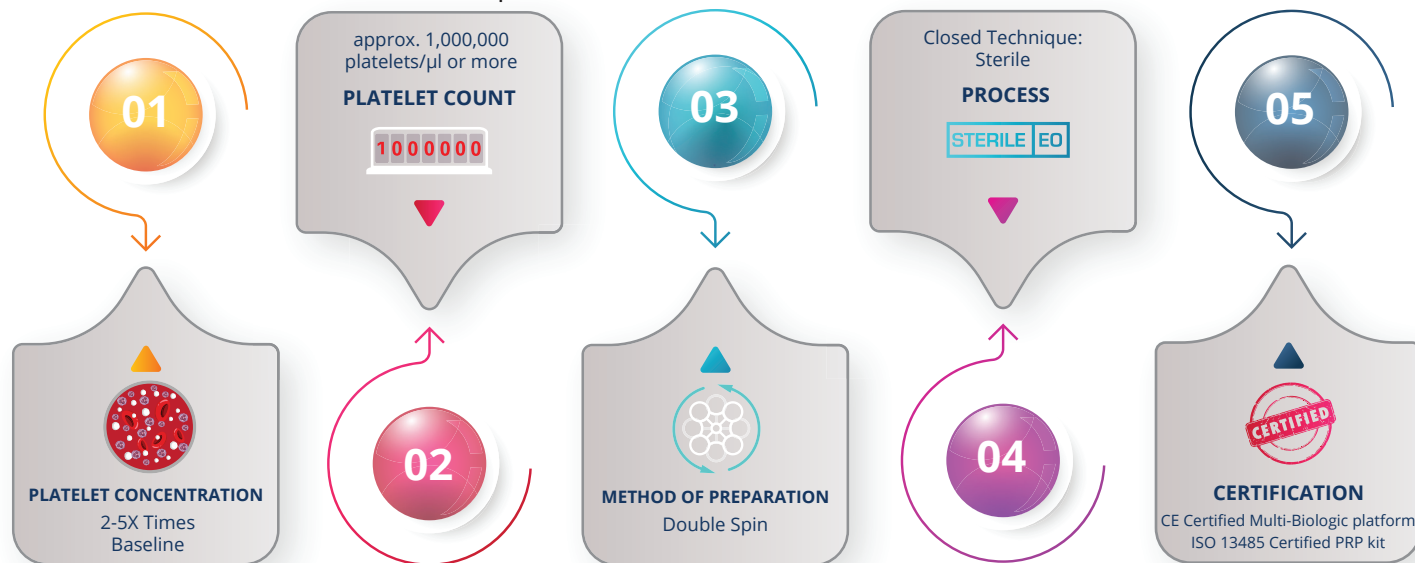 01
PLATELET CONCENTRATION
2-5X Times
Baseline
approx. 1,000,000
platelets/µl or more
PLATELET COUNT
1000000
02
03
METHOD OF PREPARATION
Double Spin
Closed Technique:
Sterile
PROCESS
STERILE EO
04
05
CERTIFIED
CERTIFICATION
CE Certified Multi-Biologic platform
ISO 13485 Certified PRP kit